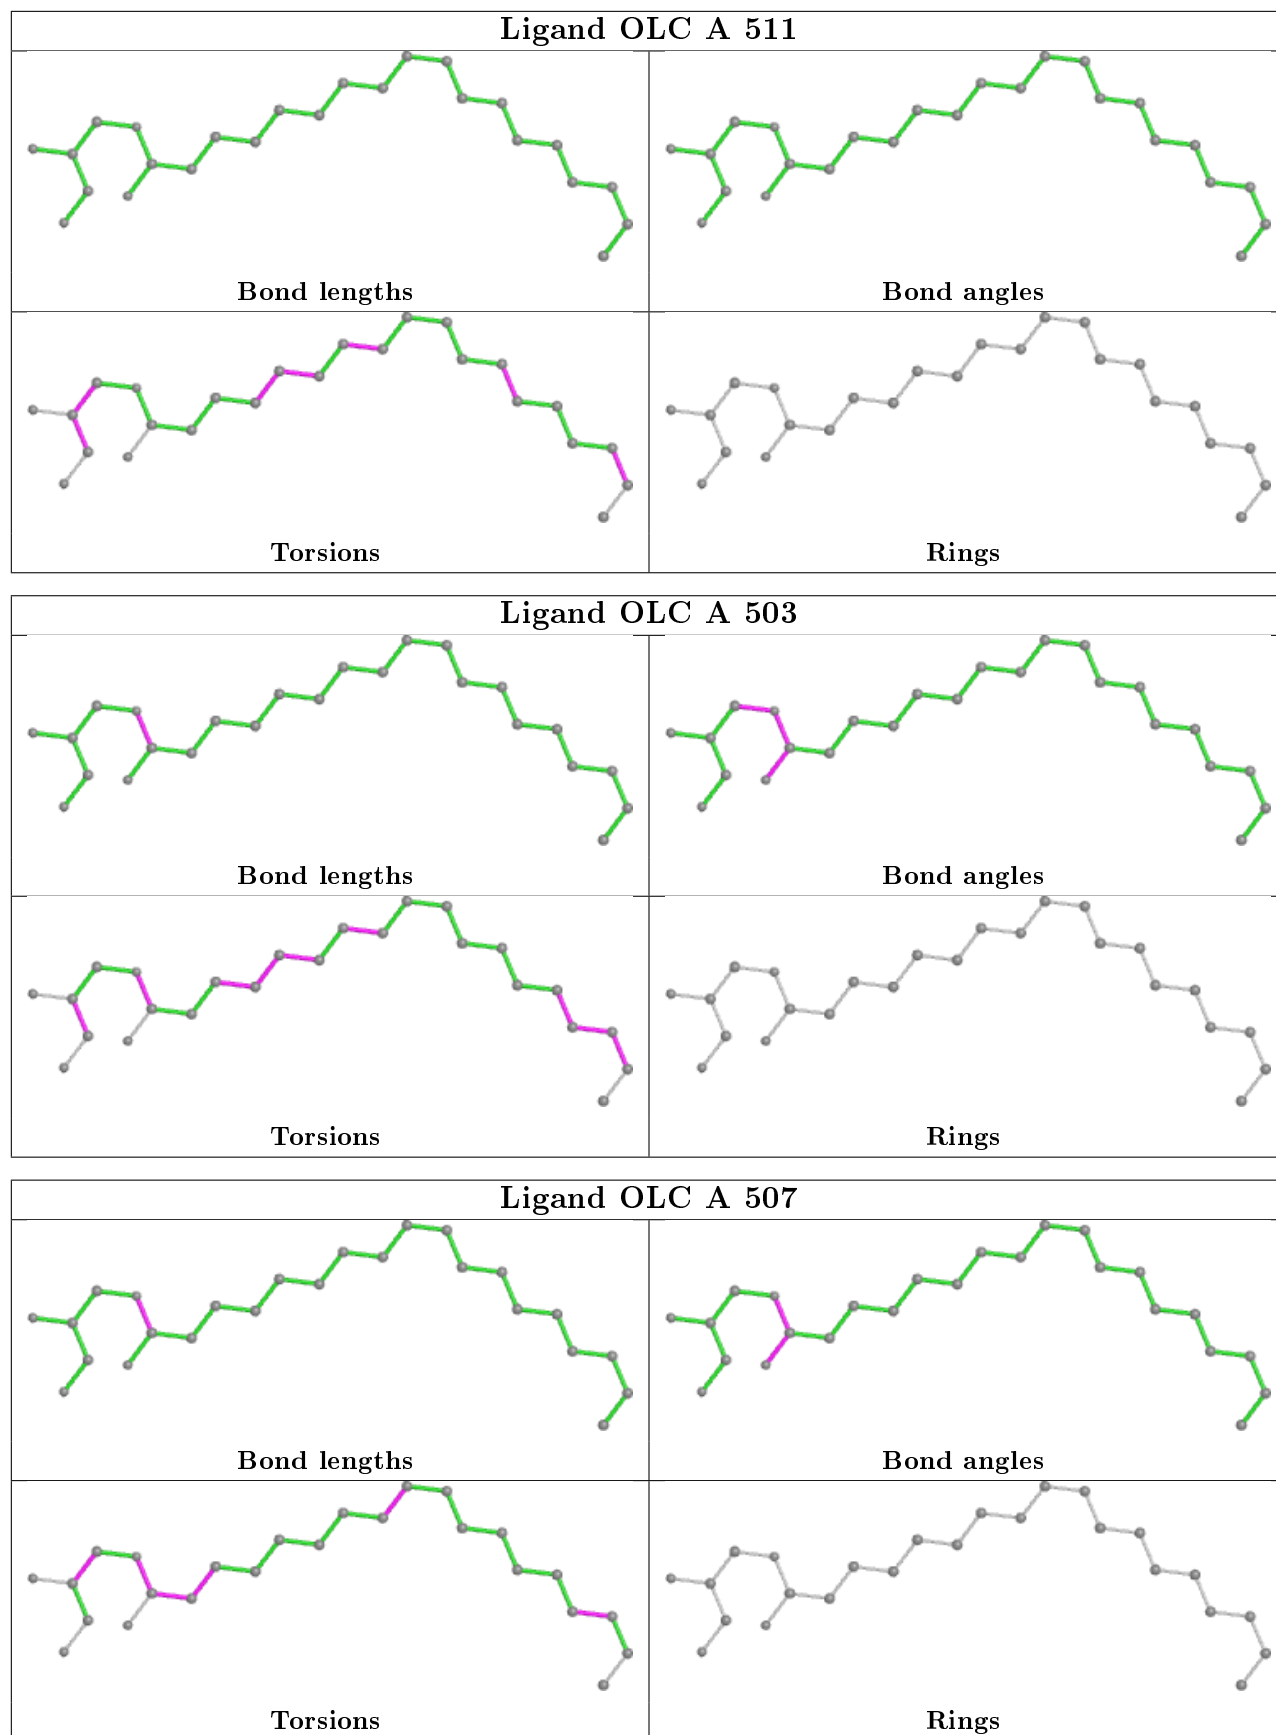 Ligand OLC A 511
Bond lengths
Bond angles
Torsions
Rings
Ligand OLC A 503
Bond lengths
Bond angles
Torsions
Rings
Ligand OLC A 507
Bond lengths
Bond angles
Torsions
Rings